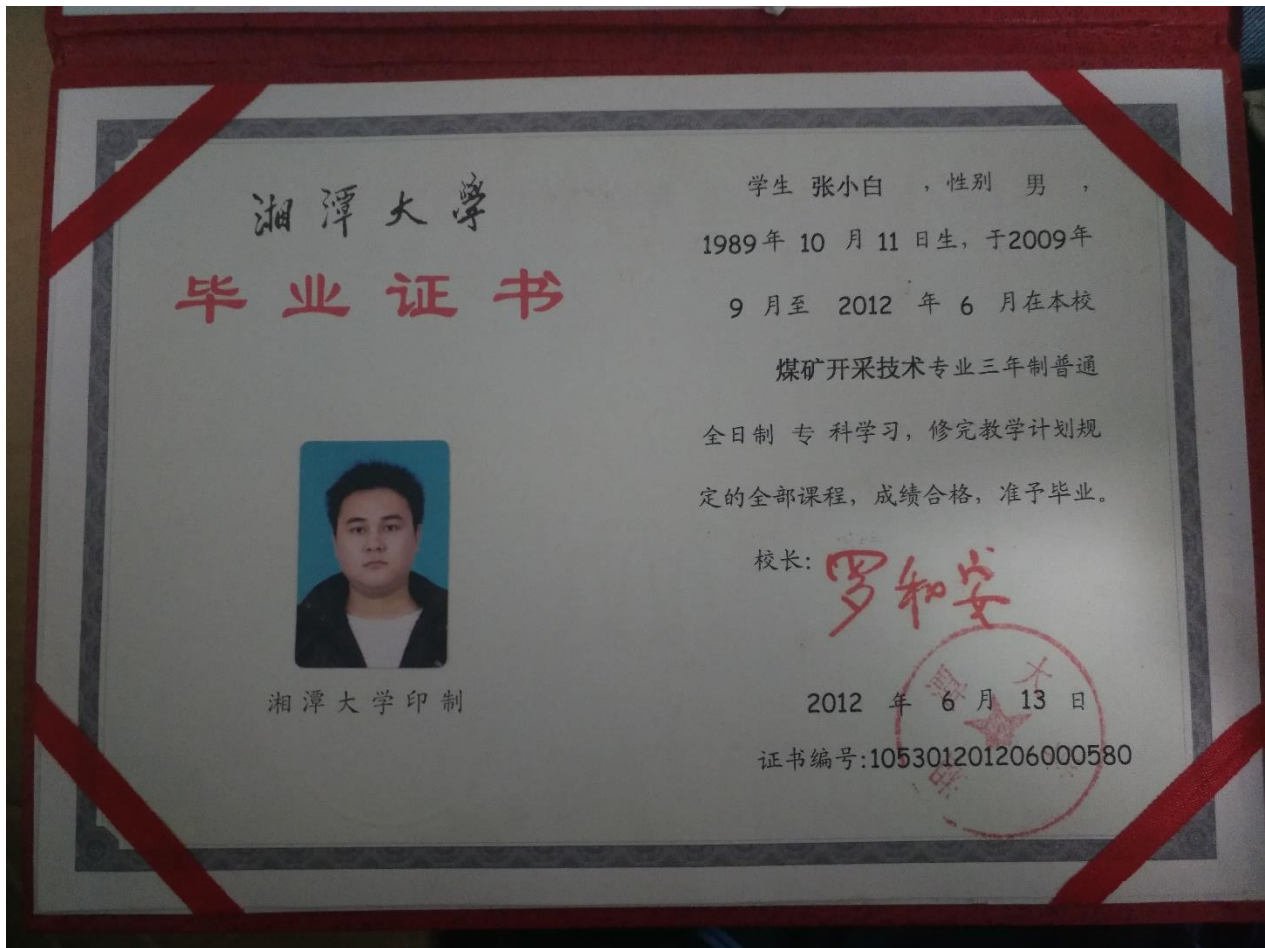 湘潭大学
毕业证书
湘潭大学印制
学生 张小白 ，性别 男 ，
1989年 10 月 11 日生，于2009年
9 月至 2012 年 6 月在本校
煤矿开采技术专业三年制普通
全日制 专 科学习，修完教学计划规
定的全部课程，成绩合格，准予毕业。
校长：罗和安
2012 年 6 月 13 日
证书编号:105301201206000580
湘潭大